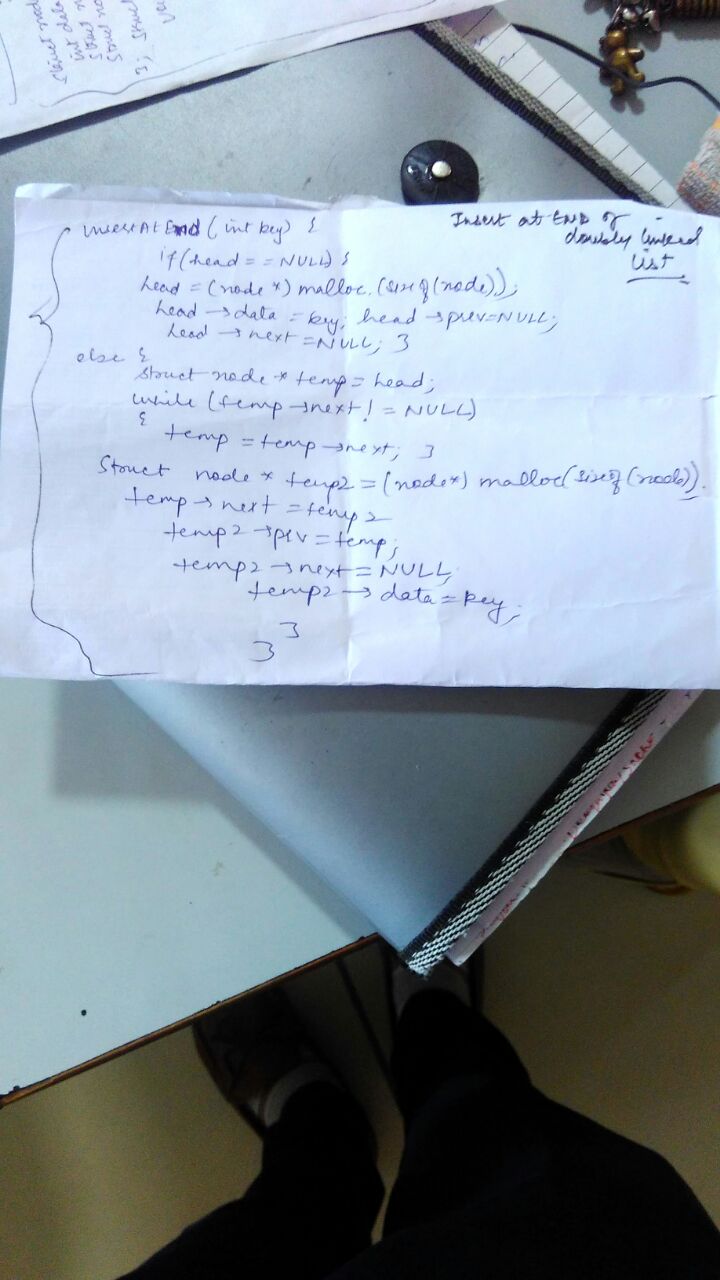 struct node
int data
struct n
struct no
}; struct
Insert at END of
doubly linked
List
insertAtEnd(int key) {
if(head == NULL) {
head = (node*) malloc(sizeof(node));
head → data = key; head → prev=NULL;
head → next = NULL; }
else {
struct node * temp = head;
while (temp → next != NULL)
{
temp = temp → next; }
Struct node * temp2 = (node*) malloc(sizeof(node)).
temp → next = temp2
temp2 → prev = temp;
temp2 → next = NULL;
temp2 → data = key;
}
}